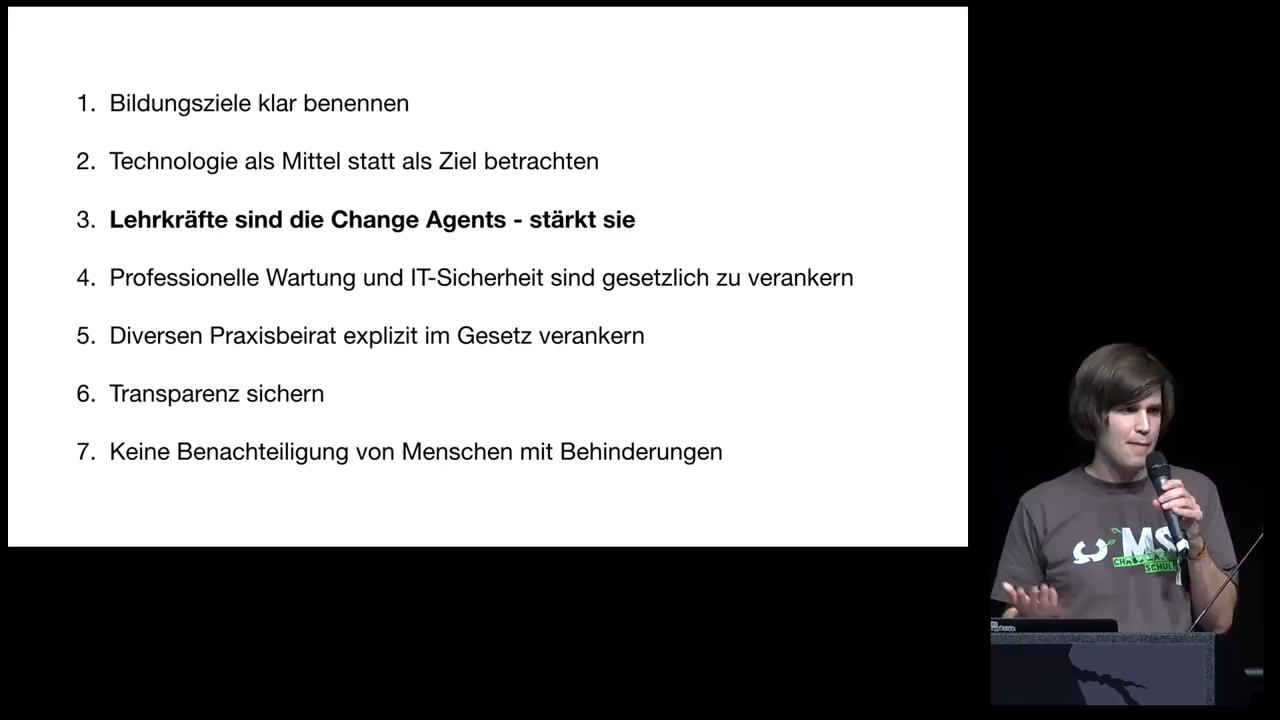 1. Bildungsziele klar benennen
2. Technologie als Mittel statt als Ziel betrachten
3. Lehrkräfte sind die Change Agents - stärkt sie
4. Professionelle Wartung und IT-Sicherheit sind gesetzlich zu verankern
5. Diversen Praxisbeirat explizit im Gesetz verankern
6. Transparenz sichern
7. Keine Benachteiligung von Menschen mit Behinderungen
MS
SCHULE